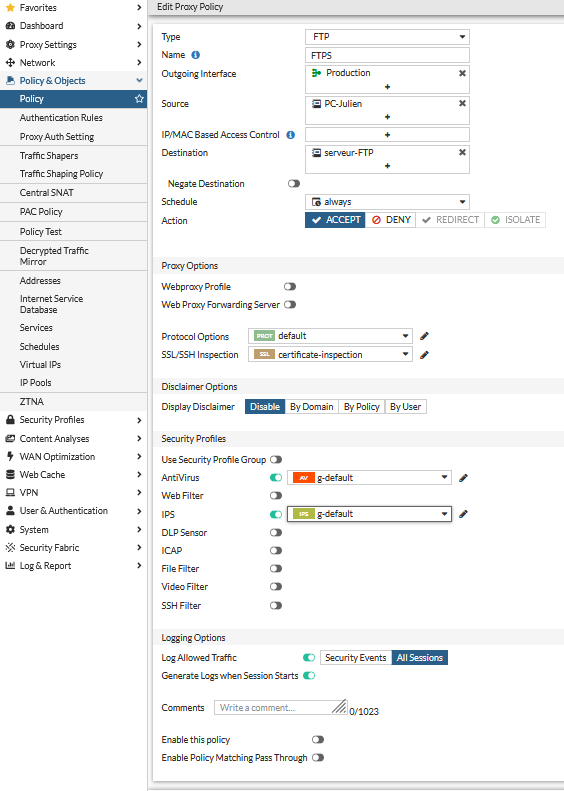 Favorites
Dashboard
Proxy Settings
Network
Policy & Objects
Policy
Authentication Rules
Proxy Auth Setting
Traffic Shapers
Traffic Shaping Policy
Central SNAT
PAC Policy
Policy Test
Decrypted Traffic
Mirror
Addresses
Internet Service
Database
Services
Schedules
Virtual IPs
IP Pools
ZTNA
Security Profiles
Content Analyses
WAN Optimization
Web Cache
VPN
User & Authentication
System
Security Fabric
Log & Report
Edit Proxy Policy
Type FTP
Name FTPS
Outgoing Interface Production
+
Source PC-Julien
+
IP/MAC Based Access Control +
Destination serveur-FTP
+
Negate Destination
Schedule always
Action ACCEPT DENY REDIRECT ISOLATE
Proxy Options
Webproxy Profile
Web Proxy Forwarding Server
Protocol Options PROT default
SSL/SSH Inspection SSL certificate-inspection
Disclaimer Options
Display Disclaimer Disable By Domain By Policy By User
Security Profiles
Use Security Profile Group
AntiVirus AV g-default
Web Filter
IPS IPS g-default
DLP Sensor
ICAP
File Filter
Video Filter
SSH Filter
Logging Options
Log Allowed Traffic Security Events All Sessions
Generate Logs when Session Starts
Comments Write a comment... 0/1023
Enable this policy
Enable Policy Matching Pass Through